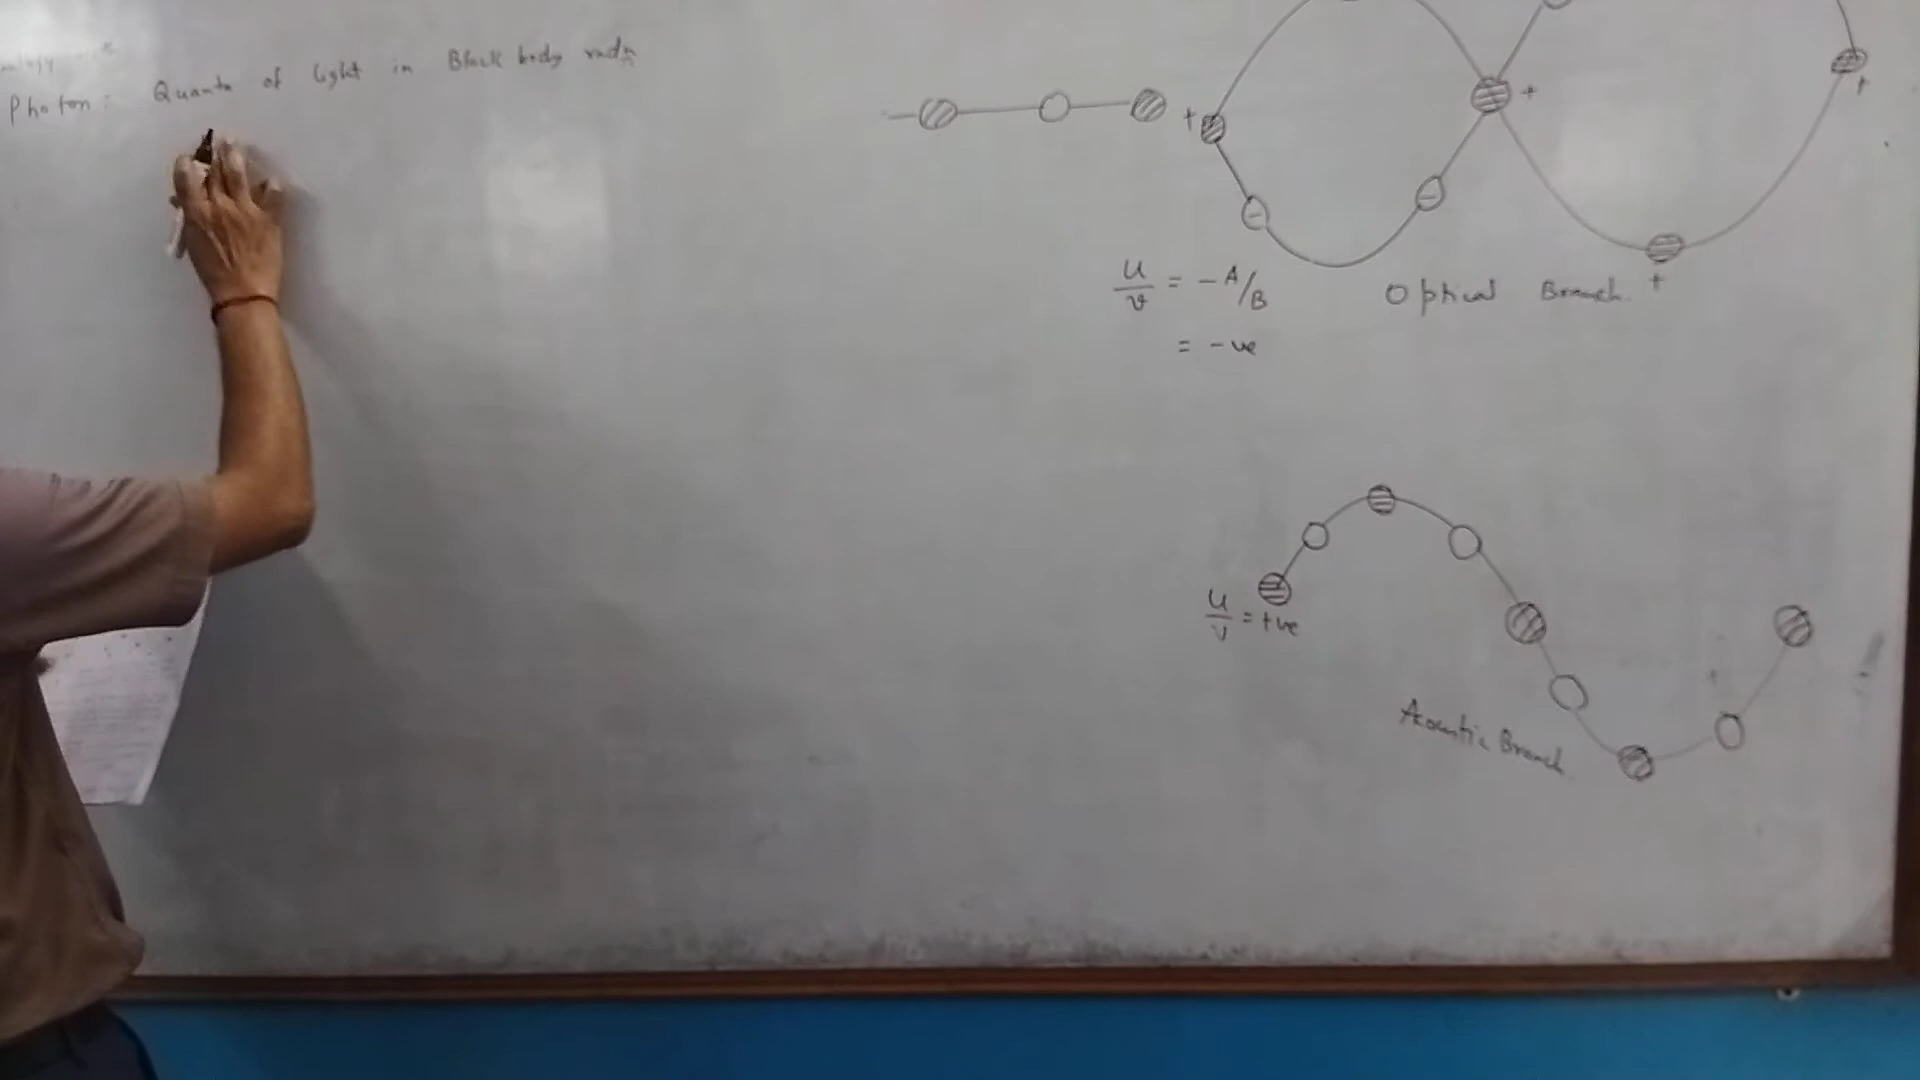 Photon: Quanta of light in Black body radn
+
+
+
-
-
+
u/v = -A/B
= -ve
Optical Branch
u/v = +ve
Acoustic Branch